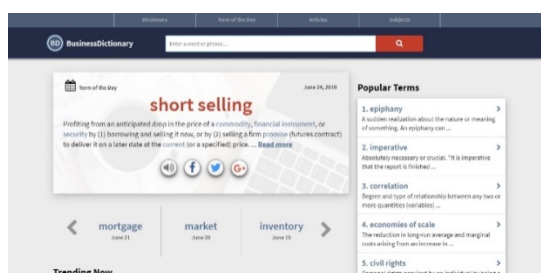 Dictionary Term of the Day Articles Subjects
BD BusinessDictionary Enter a word or phrase...
Term of the Day June 24, 2019
short selling
Profiting from an anticipated drop in the price of a commodity, financial instrument, or
security by (1) borrowing and selling it now, or by (2) selling a firm promise (futures contract)
to deliver it on a later date at the current (or a specified) price. ... Read more
f G+
mortgage market inventory
June 21 June 20 June 19
Trending Now
Popular Terms
1. epiphany
A sudden realization about the nature or meaning
of something. An epiphany can ...
2. imperative
Absolutely necessary or crucial. "It is imperative
that the report is finished ...
3. correlation
Degree and type of relationship between any two or
more quantities (variables) ...
4. economies of scale
The reduction in long-run average and marginal
costs arising from an increase in ...
5. civil rights